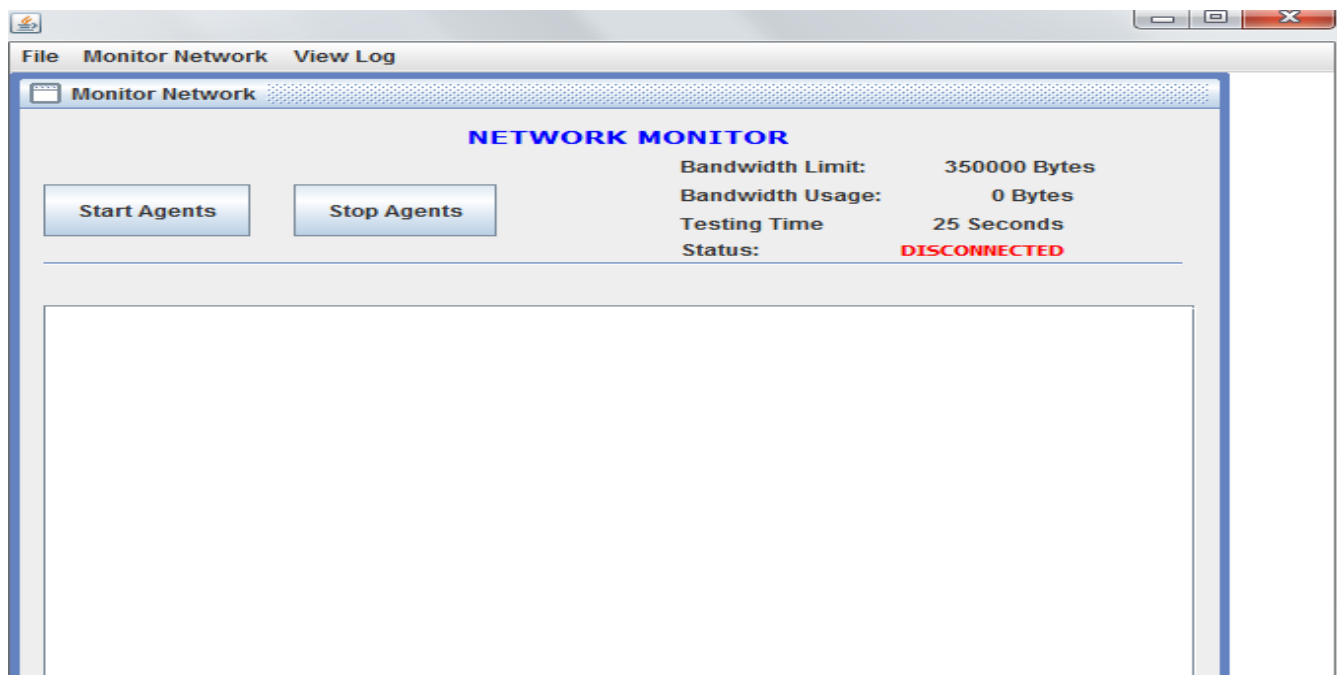 File Monitor Network View Log
Monitor Network
NETWORK MONITOR
Bandwidth Limit: 350000 Bytes
Start Agents Stop Agents
Bandwidth Usage: 0 Bytes
Testing Time 25 Seconds
Status: DISCONNECTED